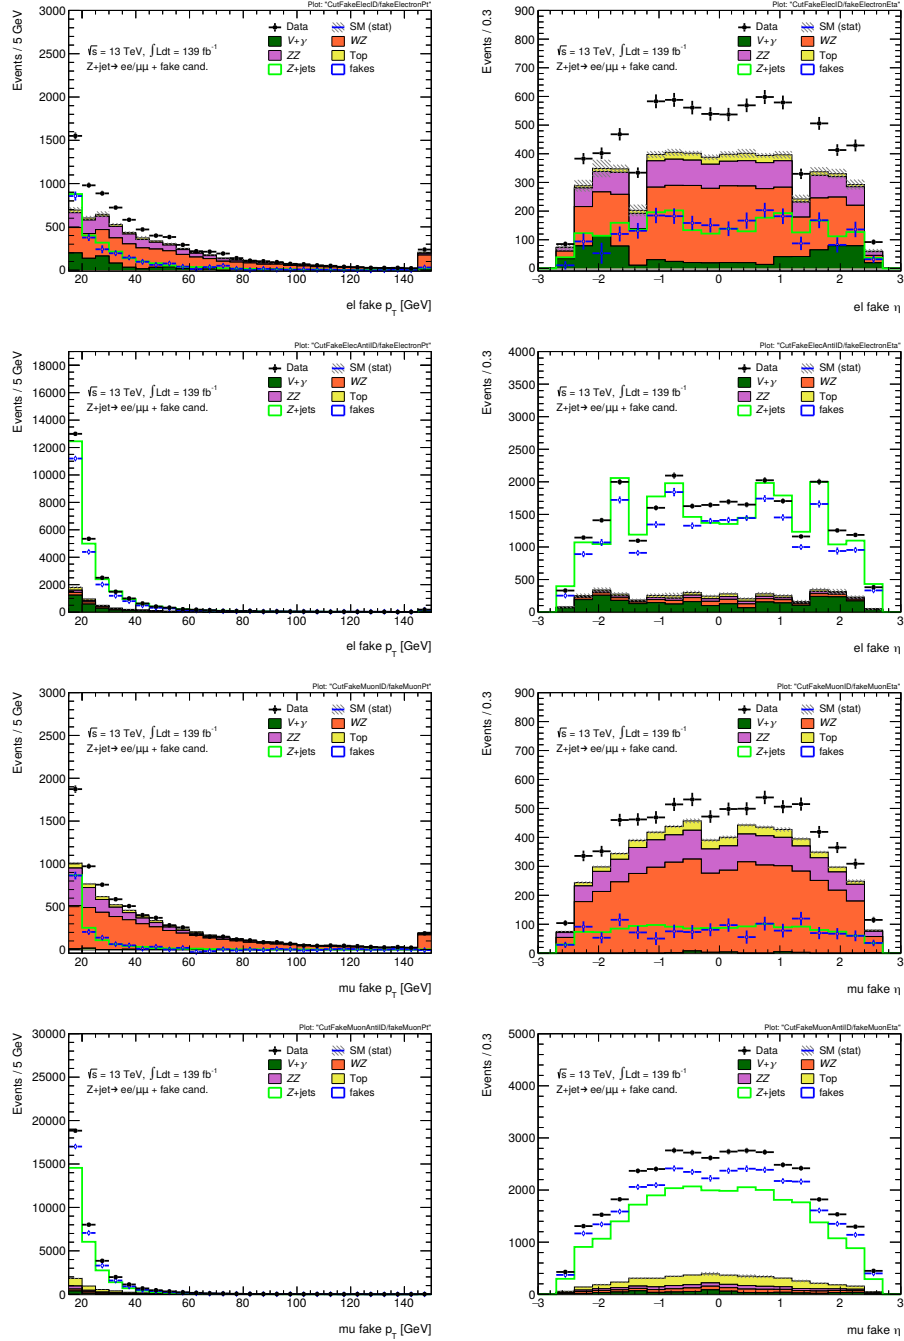 Plot: "CutFakeElecID/fakeElectronPt"
Events / 5 GeV
3000
2500
2000
1500
1000
500
0
20 40 60 80 100 120 140
el fake p_T [GeV]
√s = 13 TeV, ∫Ldt = 139 fb⁻¹
Z+jet→ ee/μμ + fake cand.
Data SM (stat)
V+γ WZ
ZZ Top
Z+jets fakes
Plot: "CutFakeElecID/fakeElectronEta"
Events / 0.3
900
800
700
600
500
400
300
200
100
0
−3 −2 −1 0 1 2 3
el fake η
√s = 13 TeV, ∫Ldt = 139 fb⁻¹
Z+jet→ ee/μμ + fake cand.
Data SM (stat)
V+γ WZ
ZZ Top
Z+jets fakes
Plot: "CutFakeElecAntiID/fakeElectronPt"
Events / 5 GeV
18000
16000
14000
12000
10000
8000
6000
4000
2000
0
20 40 60 80 100 120 140
el fake p_T [GeV]
√s = 13 TeV, ∫Ldt = 139 fb⁻¹
Z+jet→ ee/μμ + fake cand.
Data SM (stat)
V+γ WZ
ZZ Top
Z+jets fakes
Plot: "CutFakeElecAntiID/fakeElectronEta"
Events / 0.3
4000
3500
3000
2500
2000
1500
1000
500
0
−3 −2 −1 0 1 2 3
el fake η
√s = 13 TeV, ∫Ldt = 139 fb⁻¹
Z+jet→ ee/μμ + fake cand.
Data SM (stat)
V+γ WZ
ZZ Top
Z+jets fakes
Plot: "CutFakeMuonID/fakeMuonPt"
Events / 5 GeV
3000
2500
2000
1500
1000
500
0
20 40 60 80 100 120 140
mu fake p_T [GeV]
√s = 13 TeV, ∫Ldt = 139 fb⁻¹
Z+jet→ ee/μμ + fake cand.
Data SM (stat)
V+γ WZ
ZZ Top
Z+jets fakes
Plot: "CutFakeMuonID/fakeMuonEta"
Events / 0.3
900
800
700
600
500
400
300
200
100
0
−3 −2 −1 0 1 2 3
mu fake η
√s = 13 TeV, ∫Ldt = 139 fb⁻¹
Z+jet→ ee/μμ + fake cand.
Data SM (stat)
V+γ WZ
ZZ Top
Z+jets fakes
Plot: "CutFakeMuonAntiID/fakeMuonPt"
Events / 5 GeV
30000
25000
20000
15000
10000
5000
0
20 40 60 80 100 120 140
mu fake p_T [GeV]
√s = 13 TeV, ∫Ldt = 139 fb⁻¹
Z+jet→ ee/μμ + fake cand.
Data SM (stat)
V+γ WZ
ZZ Top
Z+jets fakes
Plot: "CutFakeMuonAntiID/fakeMuonEta"
Events / 0.3
5000
4000
3000
2000
1000
0
−3 −2 −1 0 1 2 3
mu fake η
√s = 13 TeV, ∫Ldt = 139 fb⁻¹
Z+jet→ ee/μμ + fake cand.
Data SM (stat)
V+γ WZ
ZZ Top
Z+jets fakes